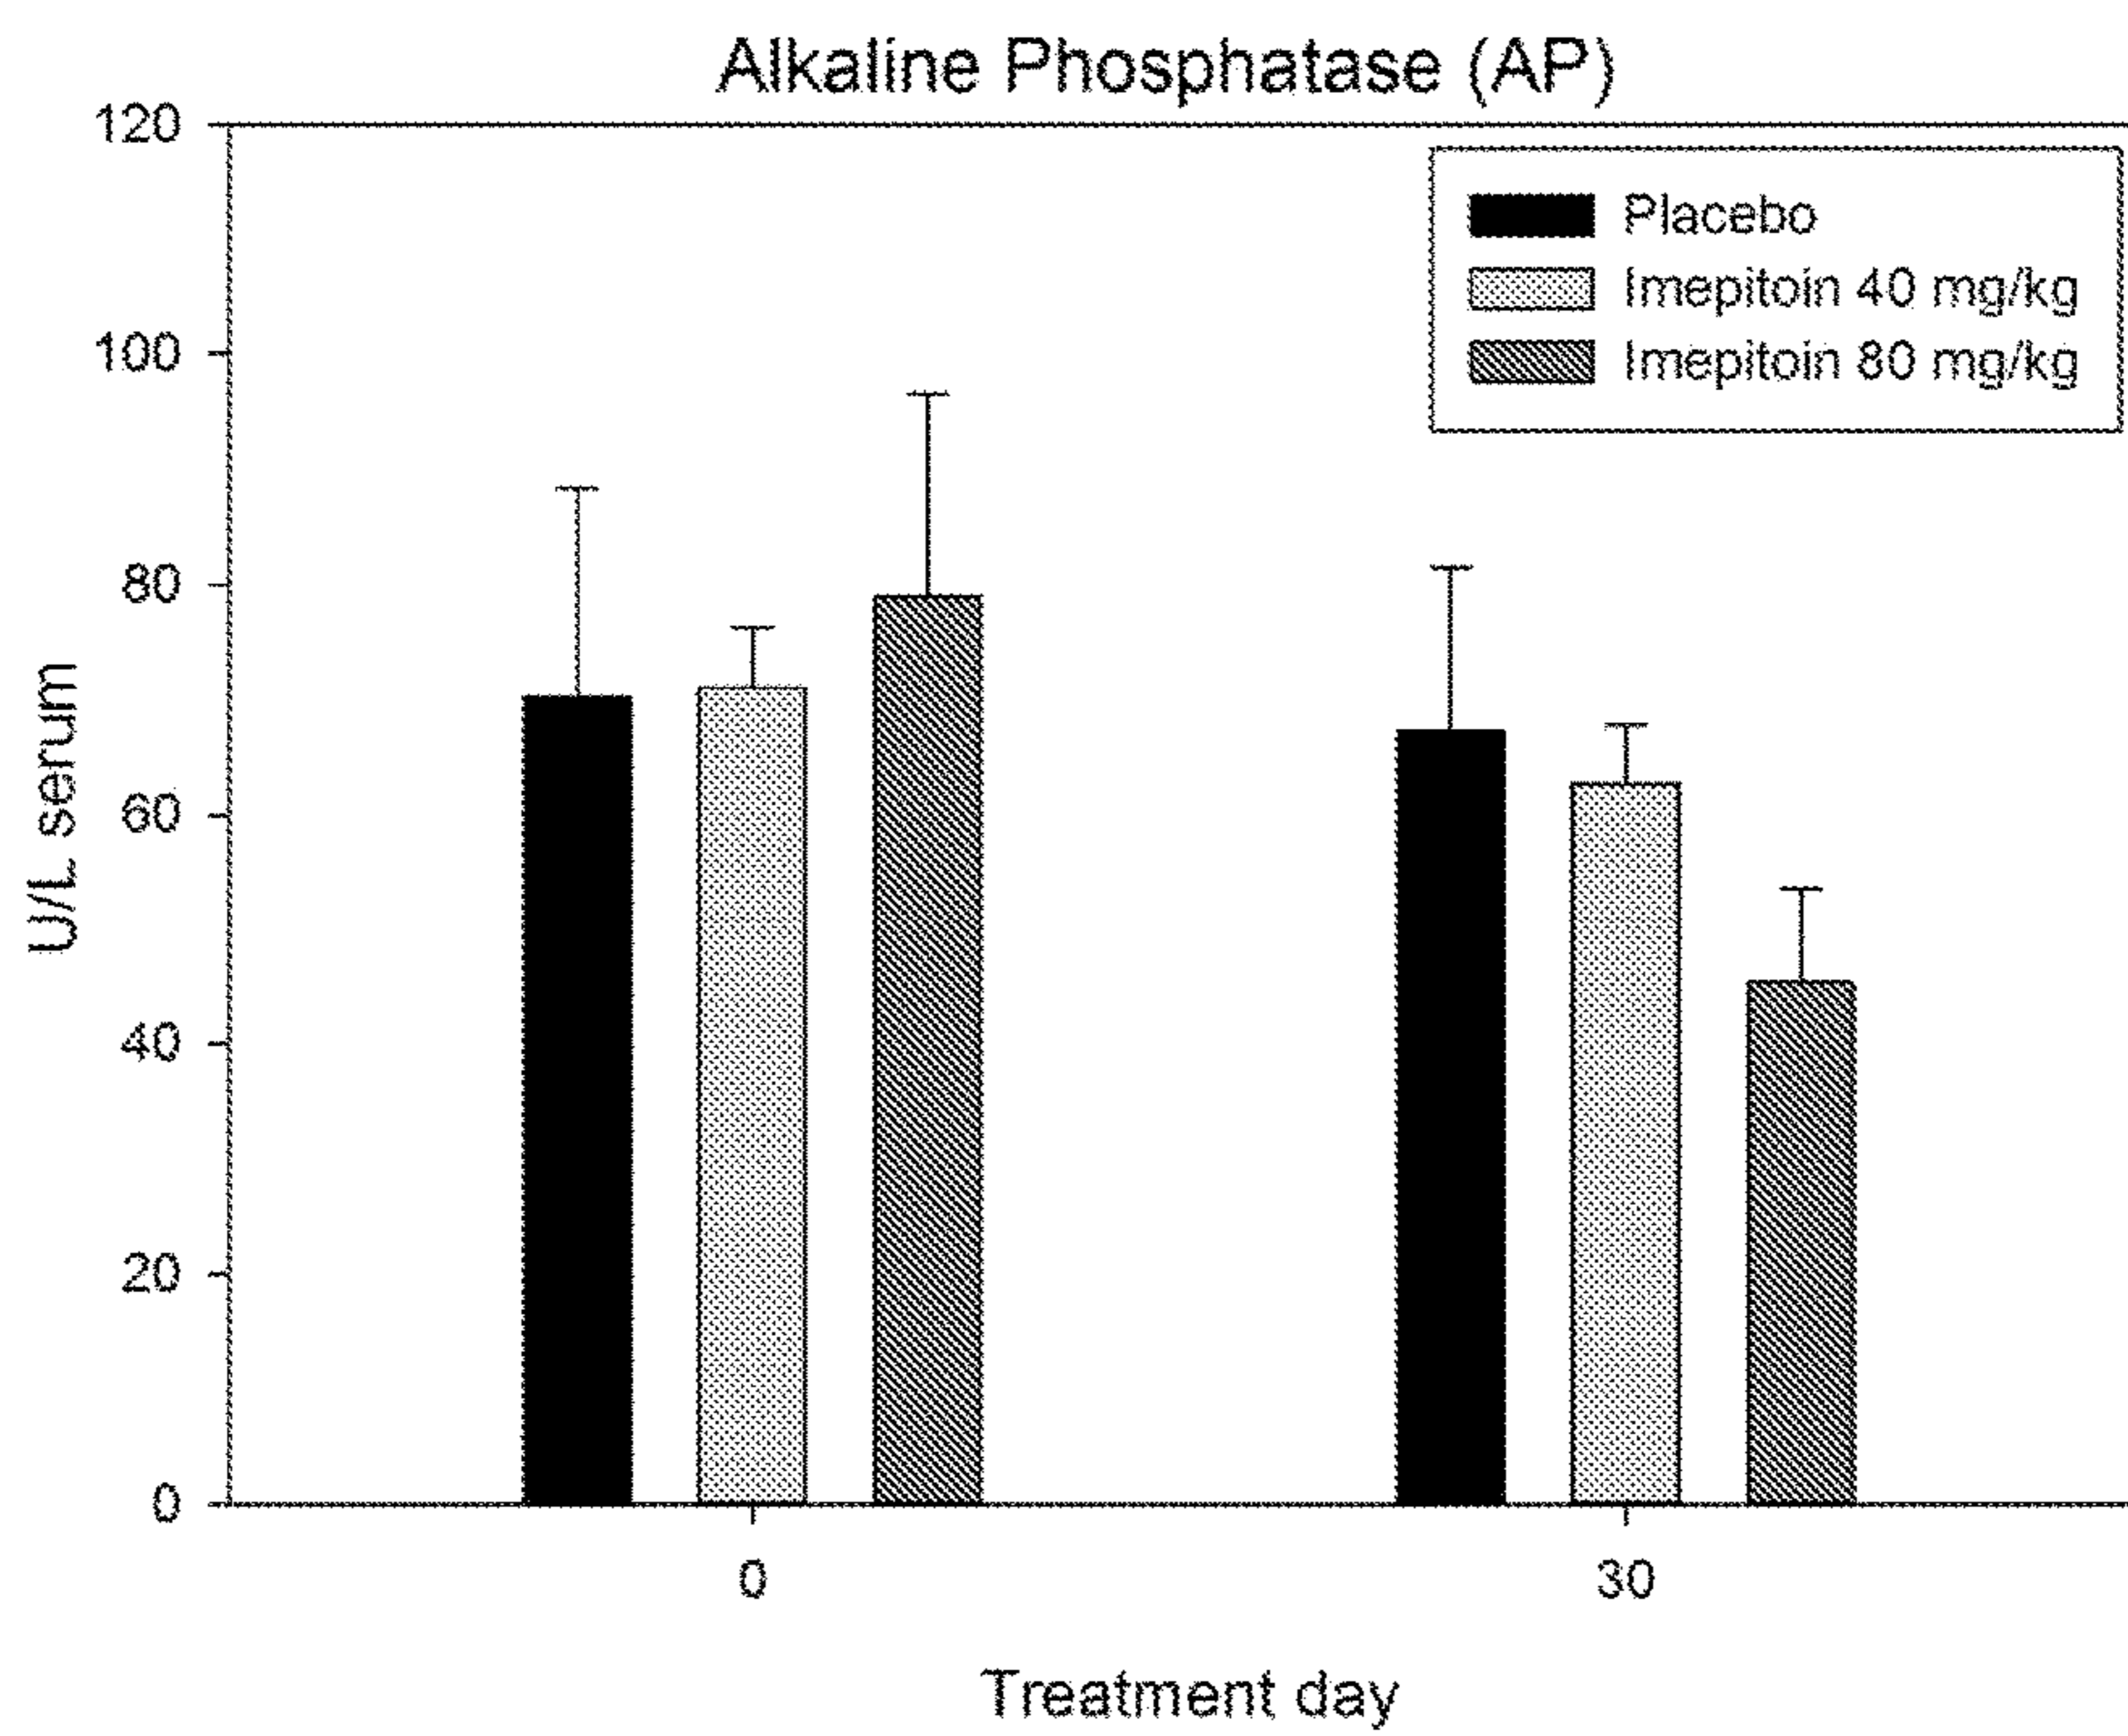 Alkaline Phosphatase (AP)
120
100
80
60
40
20
0
U/L serum
Placebo
Imepitoin 40 mg/kg
Imepitoin 80 mg/kg
0
30
Treatment day